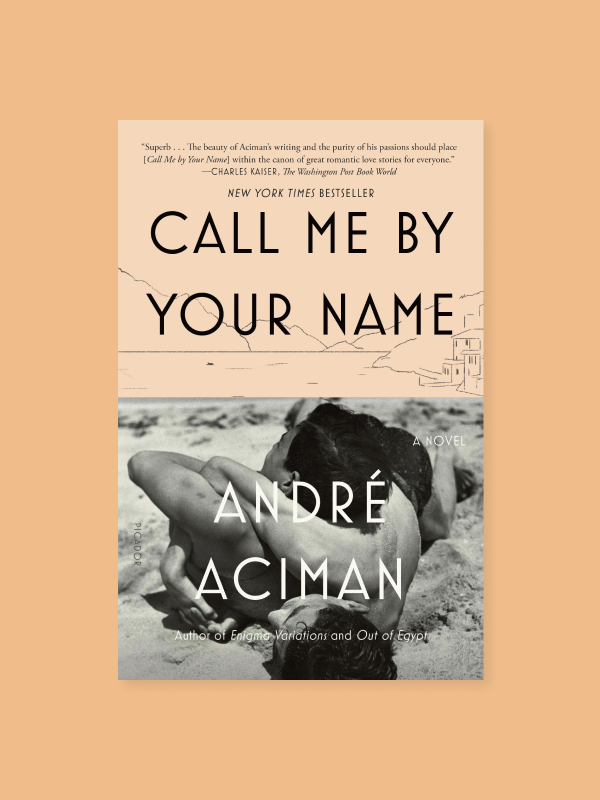 “Superb . . . The beauty of Aciman’s writing and the purity of his passions should place
[Call Me by Your Name] within the canon of great romantic love stories for everyone.”
—CHARLES KAISER, The Washington Post Book World
NEW YORK TIMES BESTSELLER
CALL ME BY
YOUR NAME
A NOVEL
ANDRÉ
ACIMAN
PICADOR
Author of Enigma Variations and Out of Egypt